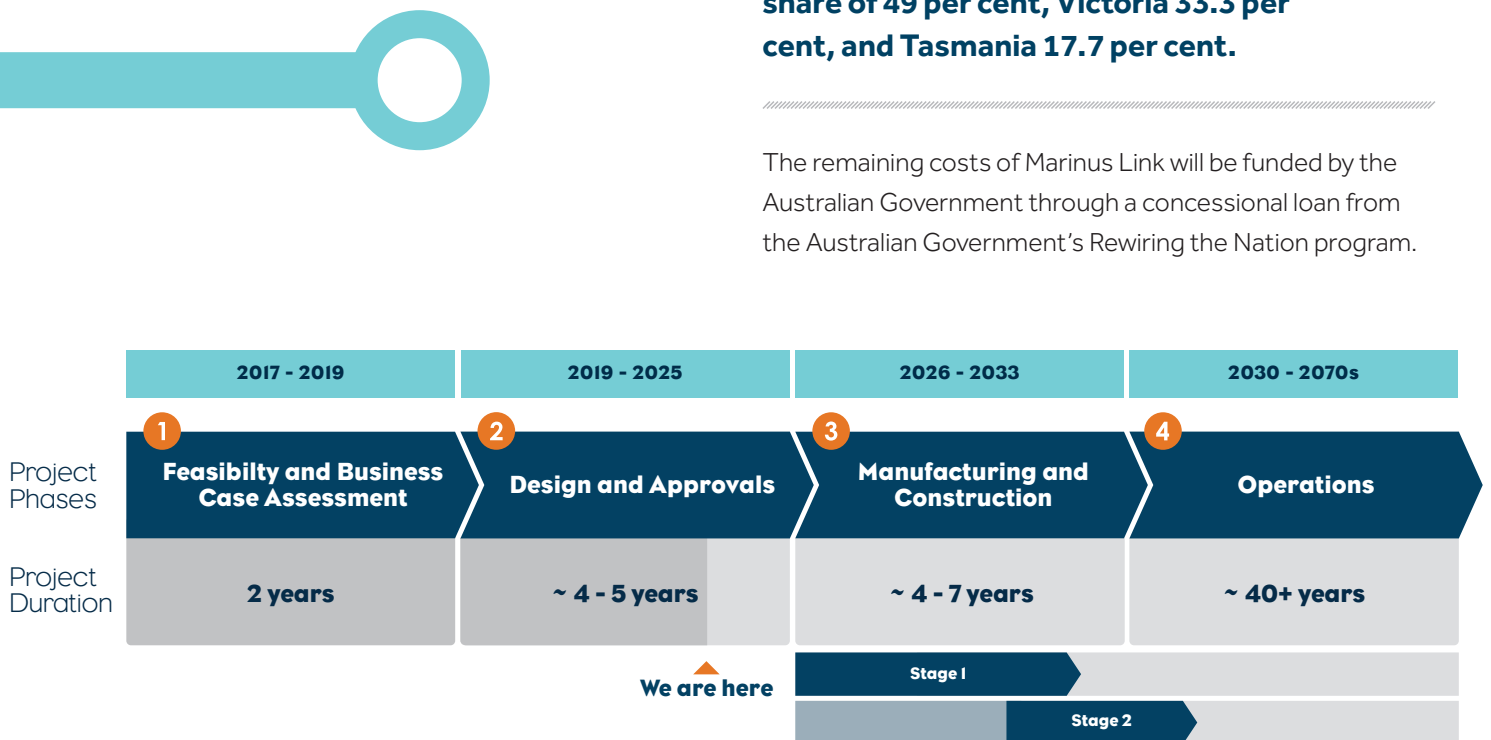 share of 49 per cent, Victoria 33.3 per
cent, and Tasmania 17.7 per cent.
The remaining costs of Marinus Link will be funded by the
Australian Government through a concessional loan from
the Australian Government’s Rewiring the Nation program.
2017 - 2019
2019 - 2025
2026 - 2033
2030 - 2070s
1
2
3
4
Project
Phases
Feasibilty and Business
Case Assessment
Design and Approvals
Manufacturing and
Construction
Operations
Project
Duration
2 years
~ 4 - 5 years
~ 4 - 7 years
~ 40+ years
We are here
Stage 1
Stage 2